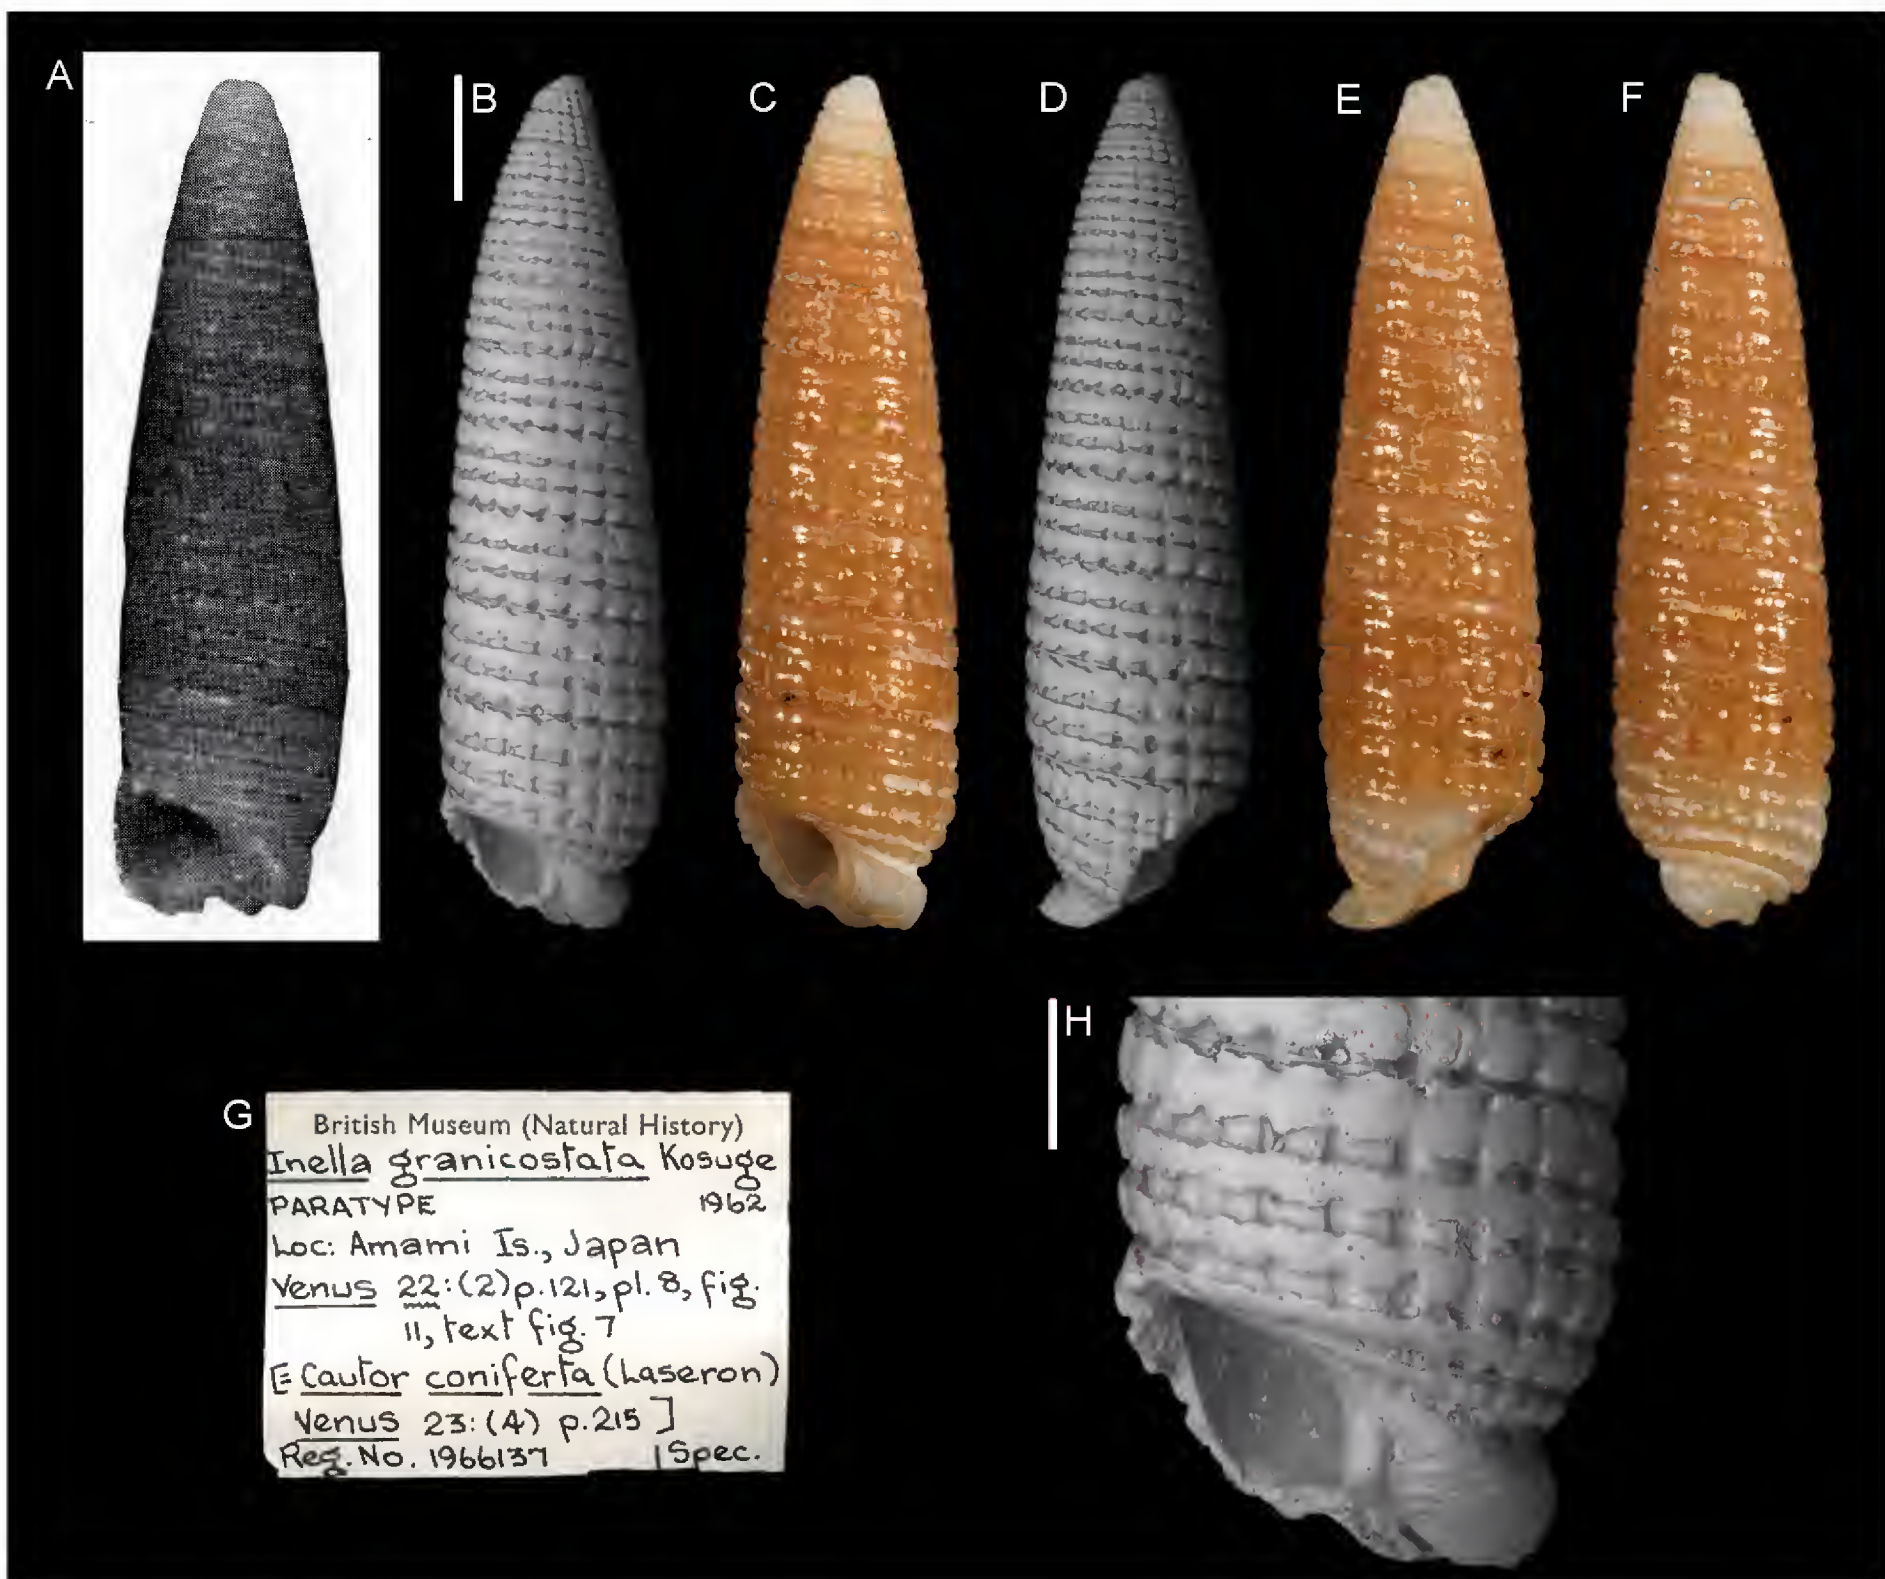 A
B
C
D
E
F
G
H
British Museum (Natural History)
Inella granicostata Kosuge
PARATYPE 1962
Loc: Amami Is., Japan
Venus 22:(2) p.121, pl.8, fig.
11, text fig. 7
[= Cautor coniferta (Laseron)
Venus 23:(4) p.215]
Reg. No. 1966137 1 Spec.